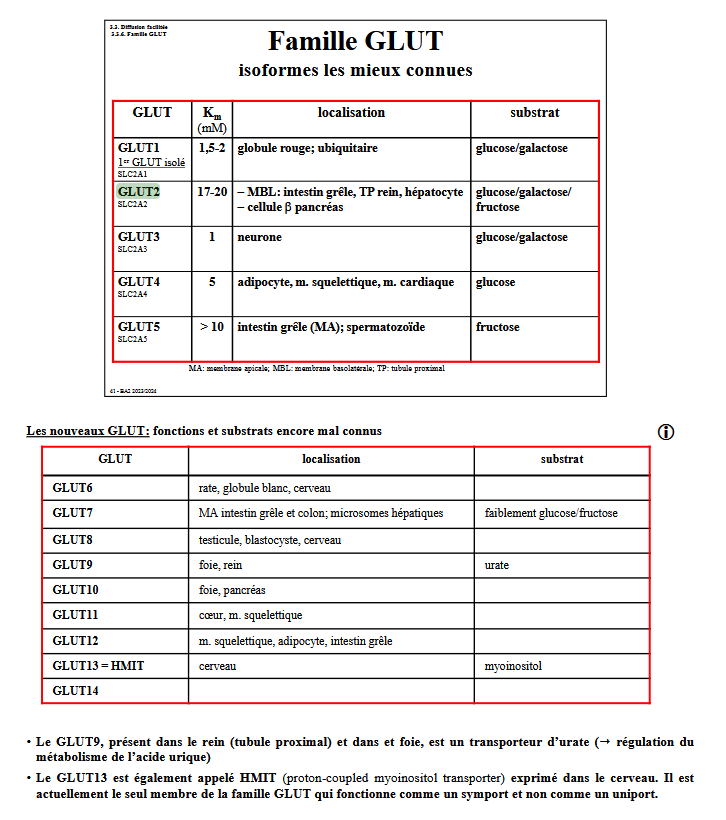 3.3. Diffusion facilitée
3.3.6. Famille GLUT
Famille GLUT
isoformes les mieux connues
GLUT Km (mM) localisation substrat
GLUT1 1er GLUT isolé SLC2A1 1,5-2 globule rouge; ubiquitaire glucose/galactose
GLUT2 SLC2A2 17-20 – MBL: intestin grêle, TP rein, hépatocyte – cellule β pancréas glucose/galactose/ fructose
GLUT3 SLC2A3 1 neurone glucose/galactose
GLUT4 SLC2A4 5 adipocyte, m. squelettique, m. cardiaque glucose
GLUT5 SLC2A5 > 10 intestin grêle (MA); spermatozoïde fructose
MA: membrane apicale; MBL: membrane basolatérale; TP: tubule proximal
41 - BA2 2023/2024
Les nouveaux GLUT: fonctions et substrats encore mal connus
GLUT localisation substrat
GLUT6 rate, globule blanc, cerveau
GLUT7 MA intestin grêle et colon; microsomes hépatiques faiblement glucose/fructose
GLUT8 testicule, blastocyste, cerveau
GLUT9 foie, rein urate
GLUT10 foie, pancréas
GLUT11 cœur, m. squelettique
GLUT12 m. squelettique, adipocyte, intestin grêle
GLUT13 = HMIT cerveau myoinositol
GLUT14
• Le GLUT9, présent dans le rein (tubule proximal) et dans et foie, est un transporteur d’urate (→ régulation du
métabolisme de l’acide urique)
• Le GLUT13 est également appelé HMIT (proton-coupled myoinositol transporter) exprimé dans le cerveau. Il est
actuellement le seul membre de la famille GLUT qui fonctionne comme un symport et non comme un uniport.